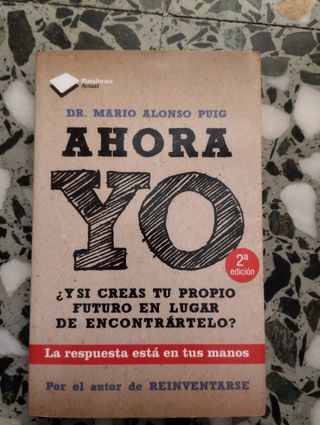 Plataforma
Actual
DR. MARIO ALONSO PUIG
AHORA
YO
2ª
edición
¿Y SI CREAS TU PROPIO
FUTURO EN LUGAR
DE ENCONTRÁRTELO?
La respuesta está en tus manos
Por el autor de REINVENTARSE